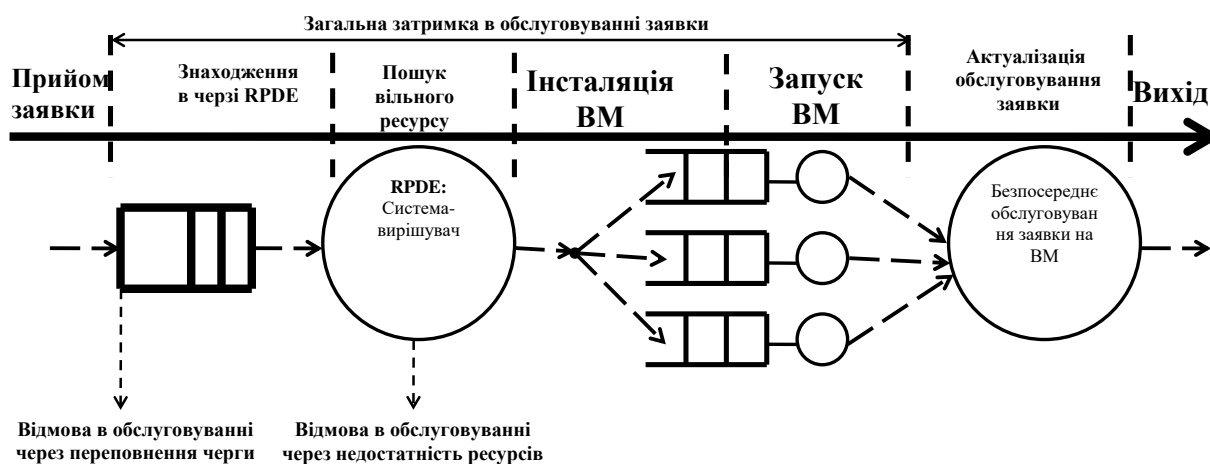 Загальна затримка в обслуговуванні заявки
Прийом
заявки
Знаходження
в черзі RPDE
Пошук
вільного
ресурсу
Інсталяція
ВМ
Запуск
ВМ
Актуалізація
обслуговування
заявки
Вихід
RPDE:
Система-
вирішувач
Безпосереднє
обслуговуван
ня заявки на
ВМ
Відмова в обслуговуванні
через переповнення черги
Відмова в обслуговуванні
через недостатність ресурсів